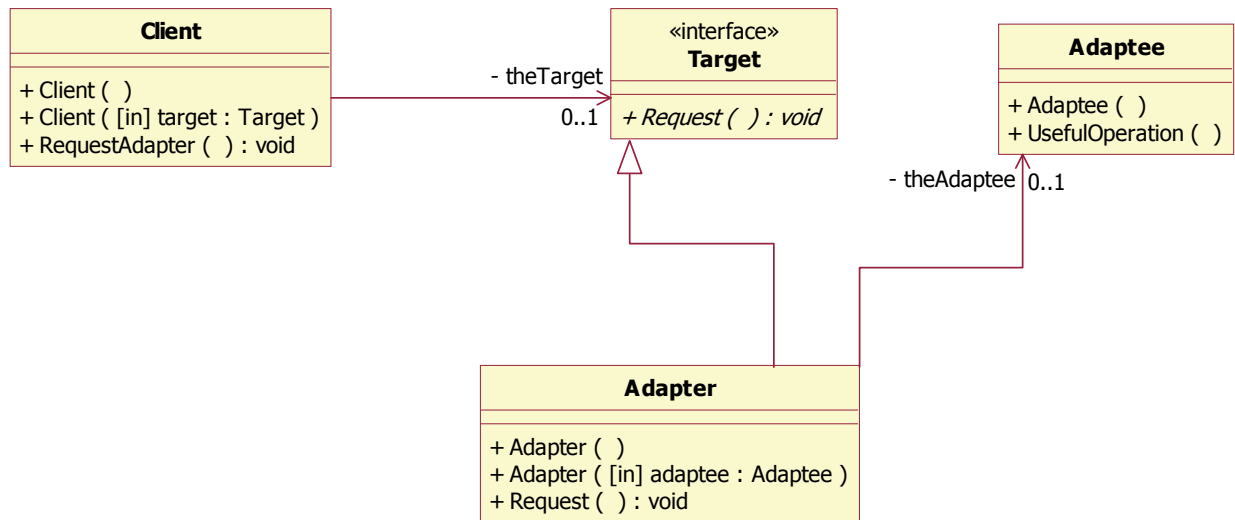 Client
+ Client ( )
+ Client ( [in] target : Target )
+ RequestAdapter ( ) : void
- theTarget
0..1
«interface»
Target
+ Request ( ) : void
Adaptee
+ Adaptee ( )
+ UsefulOperation ( )
- theAdaptee
0..1
Adapter
+ Adapter ( )
+ Adapter ( [in] adaptee : Adaptee )
+ Request ( ) : void